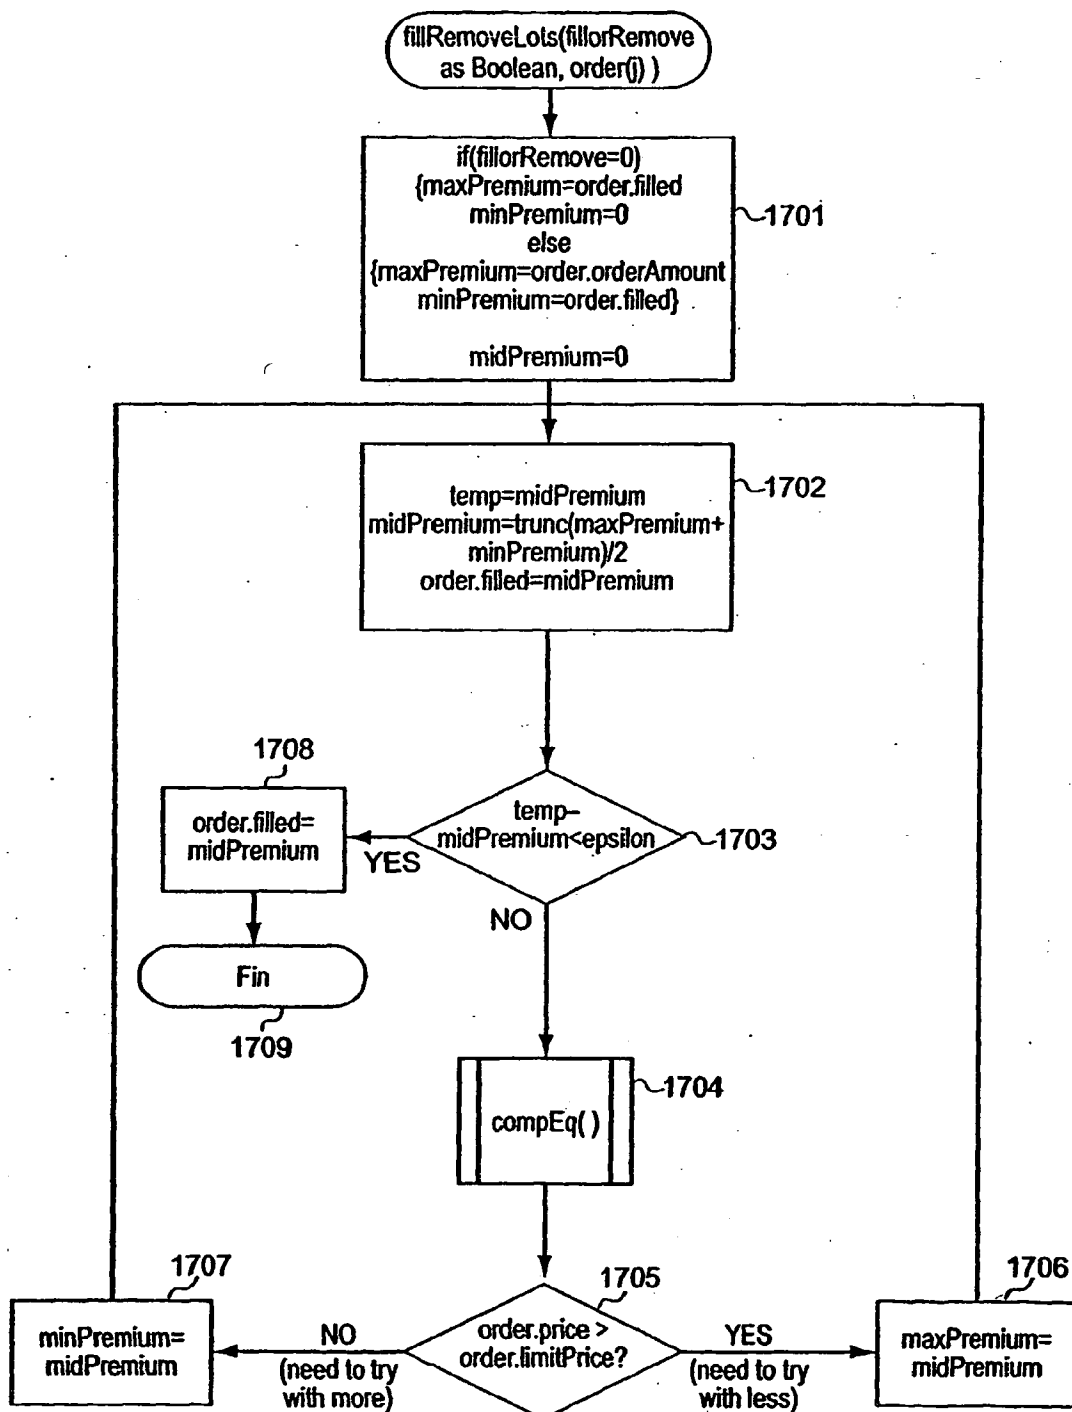 fillRemoveLots(fillorRemove
as Boolean, order(j) )
if(fillorRemove=0)
{maxPremium=order.filled
minPremium=0
else
{maxPremium=order.orderAmount
minPremium=order.filled}
midPremium=0
1701
temp=midPremium
midPremium=trunc(maxPremium+
minPremium)/2
order.filled=midPremium
1702
temp–
midPremium<epsilon
1703
YES
NO
1708
order.filled=
midPremium
Fin
1709
compEq( )
1704
1705
order.price >
order.limitPrice?
NO
(need to try
with more)
YES
(need to try
with less)
1707
minPremium=
midPremium
1706
maxPremium=
midPremium